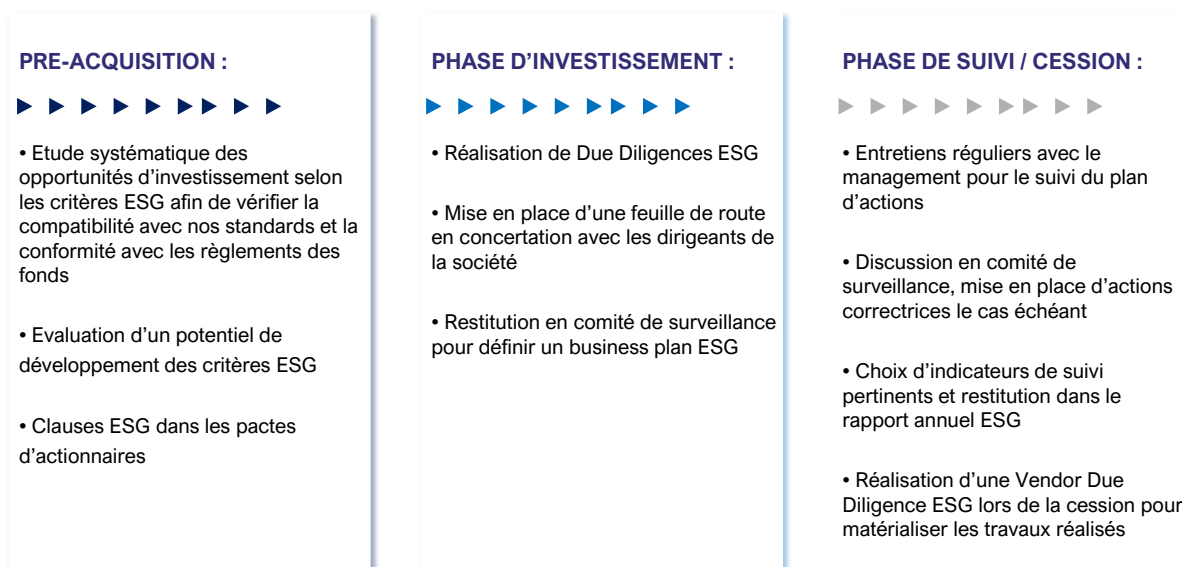 PRE-ACQUISITION :
• Etude systématique des
opportunités d’investissement selon
les critères ESG afin de vérifier la
compatibilité avec nos standards et la
conformité avec les règlements des
fonds
• Evaluation d’un potentiel de
développement des critères ESG
• Clauses ESG dans les pactes
d’actionnaires
PHASE D’INVESTISSEMENT :
• Réalisation de Due Diligences ESG
• Mise en place d’une feuille de route
en concertation avec les dirigeants de
la société
• Restitution en comité de surveillance
pour définir un business plan ESG
PHASE DE SUIVI / CESSION :
• Entretiens réguliers avec le
management pour le suivi du plan
d’actions
• Discussion en comité de
surveillance, mise en place d’actions
correctrices le cas échéant
• Choix d’indicateurs de suivi
pertinents et restitution dans le
rapport annuel ESG
• Réalisation d’une Vendor Due
Diligence ESG lors de la cession pour
matérialiser les travaux réalisés